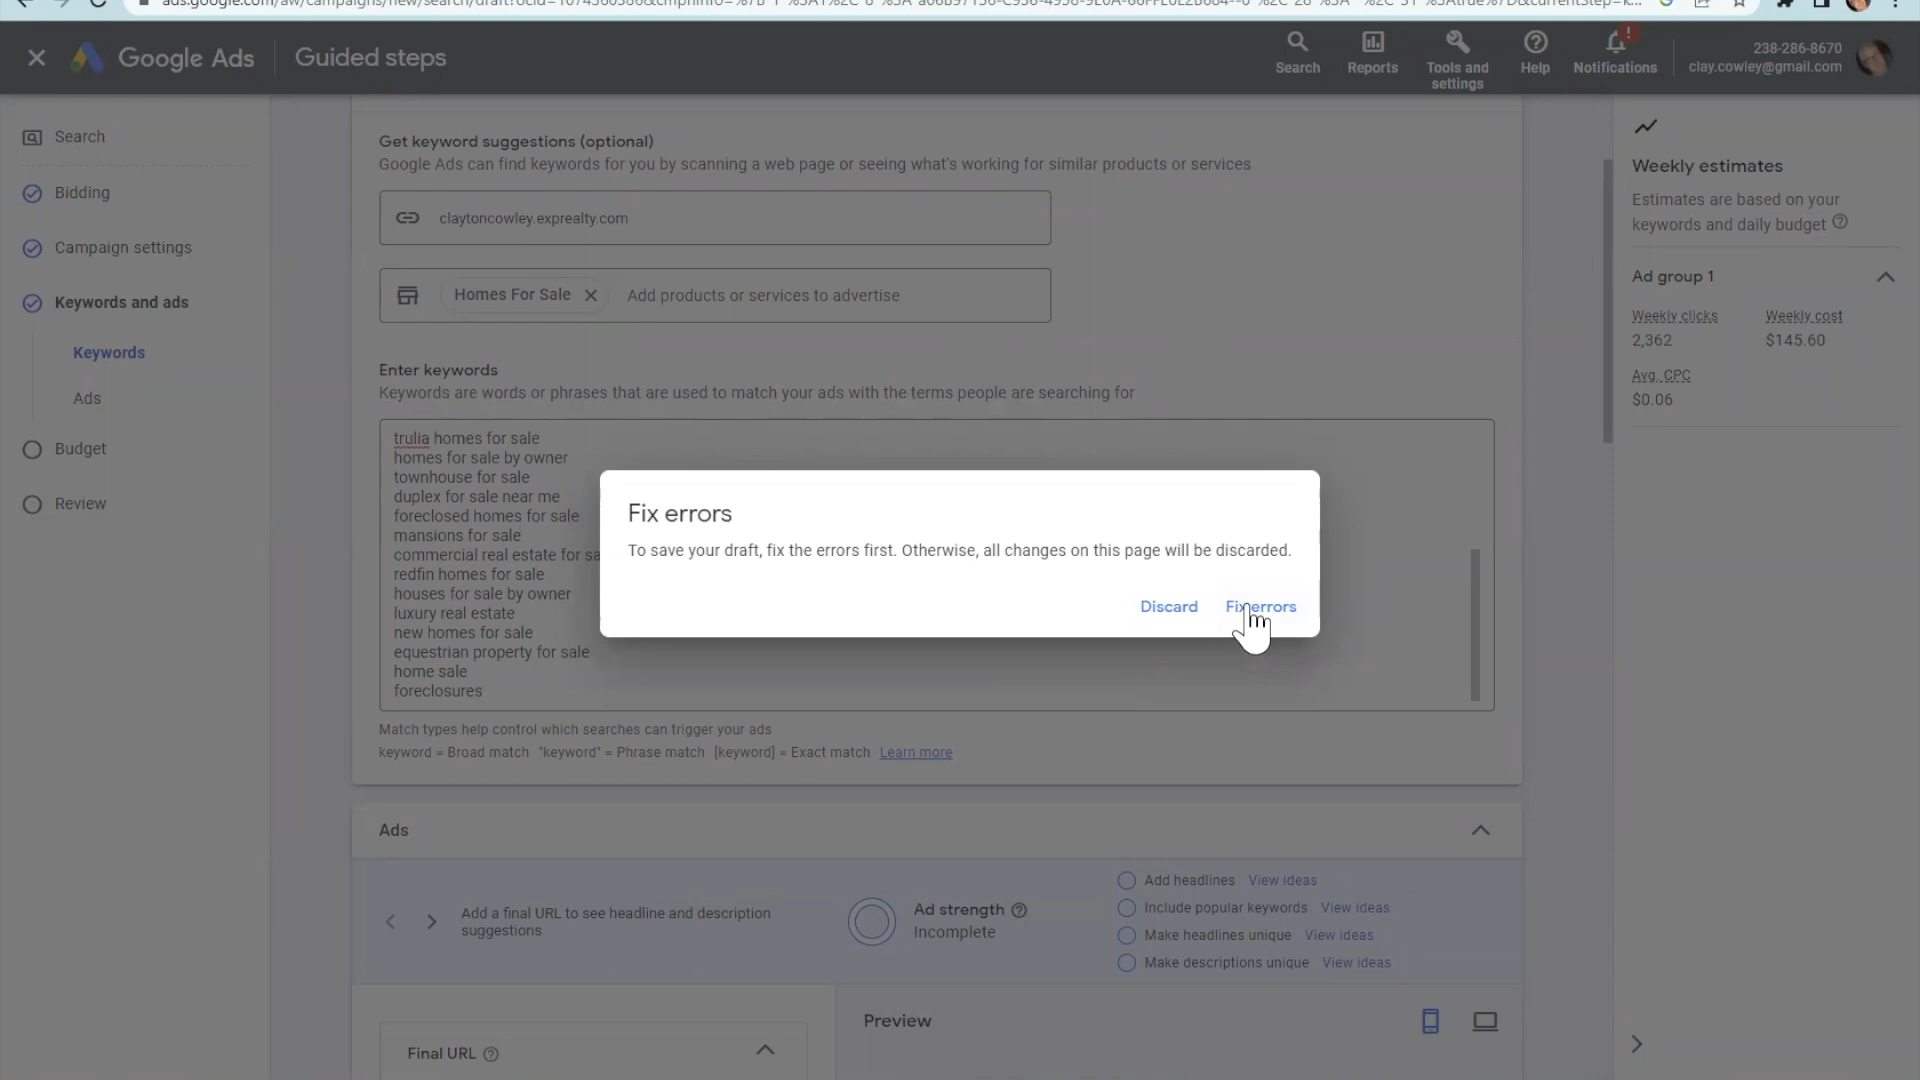 Google Ads
Guided steps
Search
Reports
Tools and
settings
Help
Notifications
!
238-286-8670
clay.cowley@gmail.com
Search
Bidding
Campaign settings
Keywords and ads
Keywords
Ads
Budget
Review
Get keyword suggestions (optional)
Google Ads can find keywords for you by scanning a web page or seeing what's working for similar products or services
claytoncowley.exprealty.com
Homes For Sale
Add products or services to advertise
Enter keywords
Keywords are words or phrases that are used to match your ads with the terms people are searching for
trulia homes for sale
homes for sale by owner
townhouse for sale
duplex for sale near me
foreclosed homes for sale
mansions for sale
commercial real estate for sa
redfin homes for sale
houses for sale by owner
luxury real estate
new homes for sale
equestrian property for sale
home sale
foreclosures
Match types help control which searches can trigger your ads
keyword = Broad match "keyword" = Phrase match [keyword] = Exact match Learn more
Fix errors
To save your draft, fix the errors first. Otherwise, all changes on this page will be discarded.
Discard
Fix errors
Ads
Add a final URL to see headline and description
suggestions
Ad strength
Incomplete
Add headlines View ideas
Include popular keywords View ideas
Make headlines unique View ideas
Make descriptions unique View ideas
Final URL
Preview
Weekly estimates
Estimates are based on your
keywords and daily budget
Ad group 1
Weekly clicks
Weekly cost
2,362
$145.60
Avg. CPC
$0.06